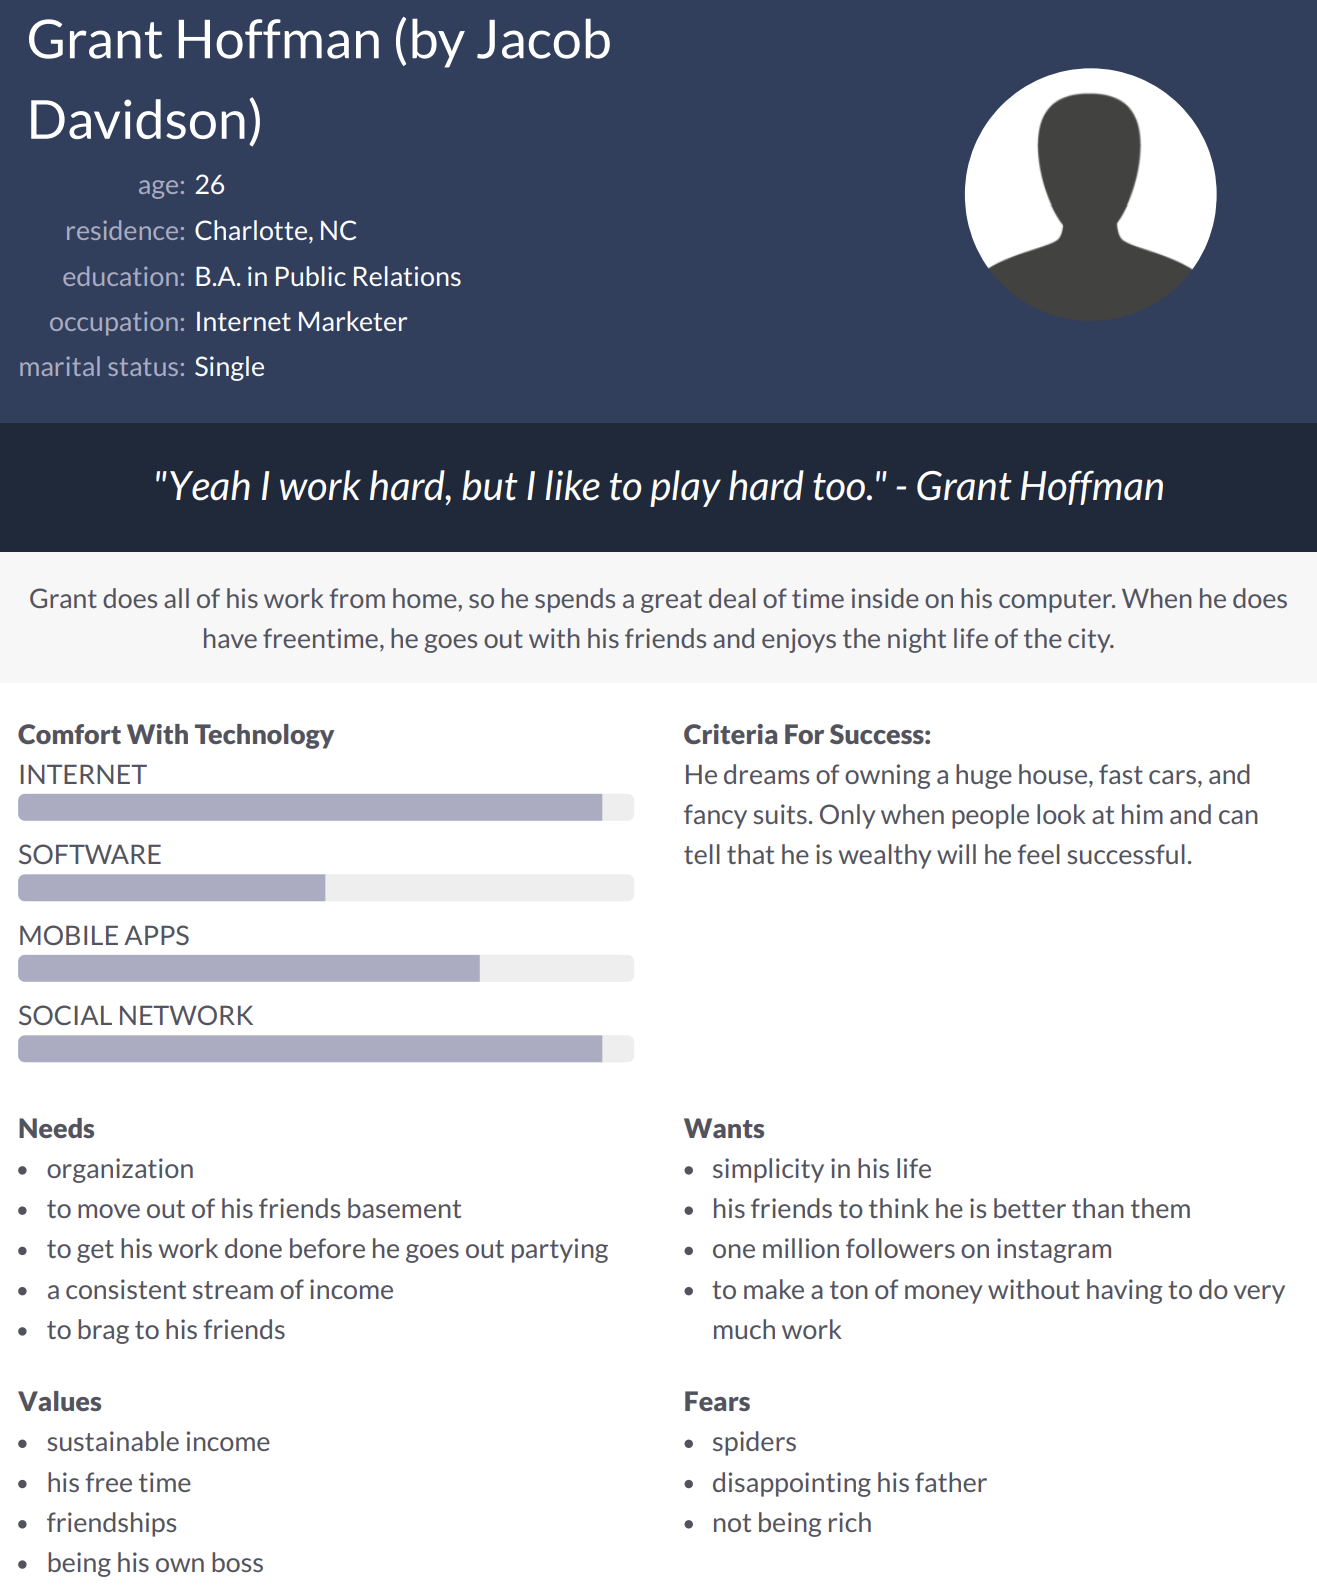 Grant Hoffman (by Jacob
Davidson)
age: 26
residence: Charlotte, NC
education: B.A. in Public Relations
occupation: Internet Marketer
marital status: Single
"Yeah I work hard, but I like to play hard too." - Grant Hoffman
Grant does all of his work from home, so he spends a great deal of time inside on his computer. When he does
have freentime, he goes out with his friends and enjoys the night life of the city.
Comfort With Technology
INTERNET
SOFTWARE
MOBILE APPS
SOCIAL NETWORK
Criteria For Success:
He dreams of owning a huge house, fast cars, and
fancy suits. Only when people look at him and can
tell that he is wealthy will he feel successful.
Needs
• organization
• to move out of his friends basement
• to get his work done before he goes out partying
• a consistent stream of income
• to brag to his friends
Wants
• simplicity in his life
• his friends to think he is better than them
• one million followers on instagram
• to make a ton of money without having to do very
much work
Values
• sustainable income
• his free time
• friendships
• being his own boss
Fears
• spiders
• disappointing his father
• not being rich